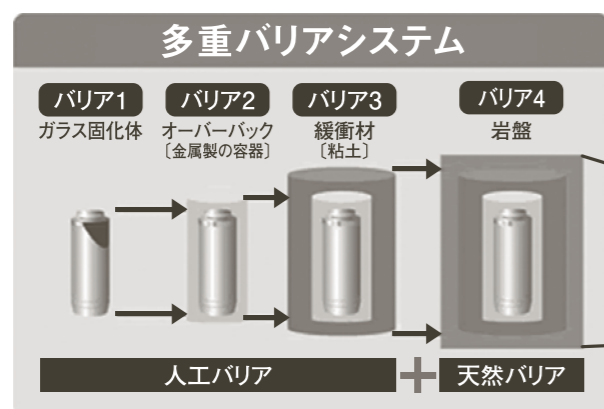 多重バリアシステム
バリア1
ガラス固化体
バリア2
オーバーバック
〔金属製の容器〕
バリア3
緩衝材
〔粘土〕
バリア4
岩盤
人工バリア
天然バリア